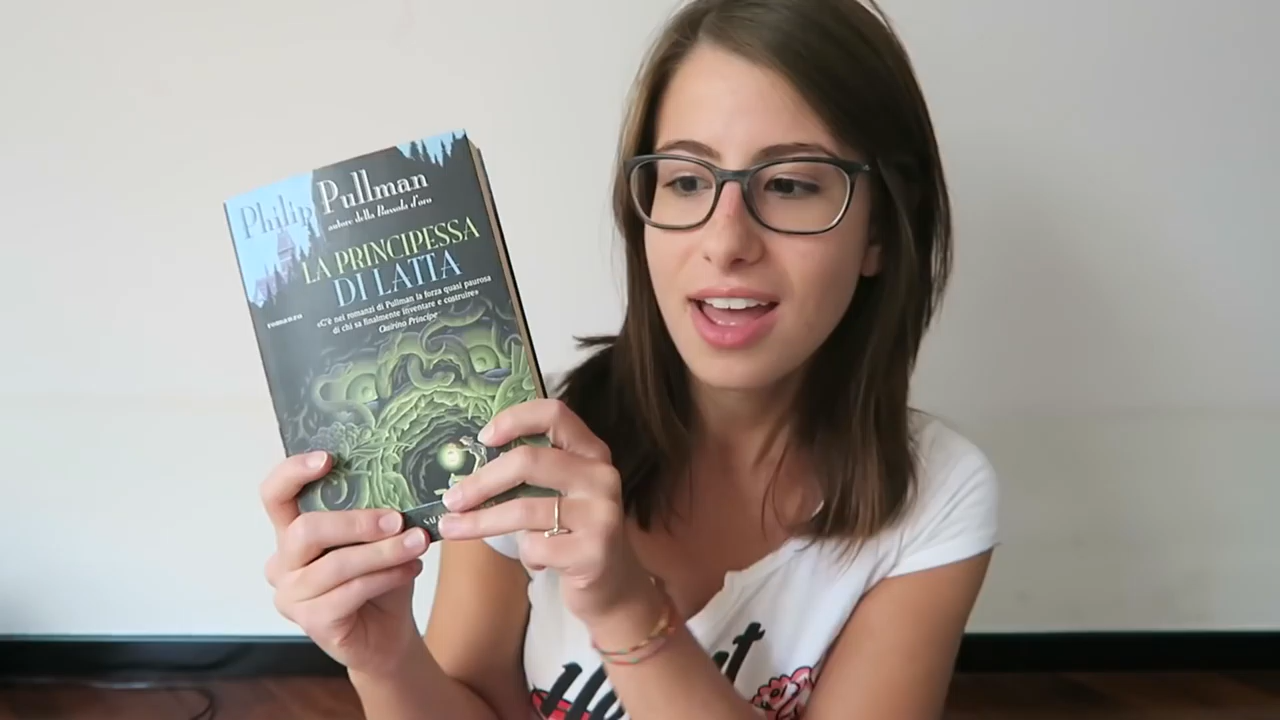 Philip Pullman
autore della Bussola d'oro
LA PRINCIPESSA
DI LATTA
romanzo
«C'è nei romanzi di Pullman la forza quasi paurosa
di chi sa finalmente inventare e costruire»
Quirino Principe